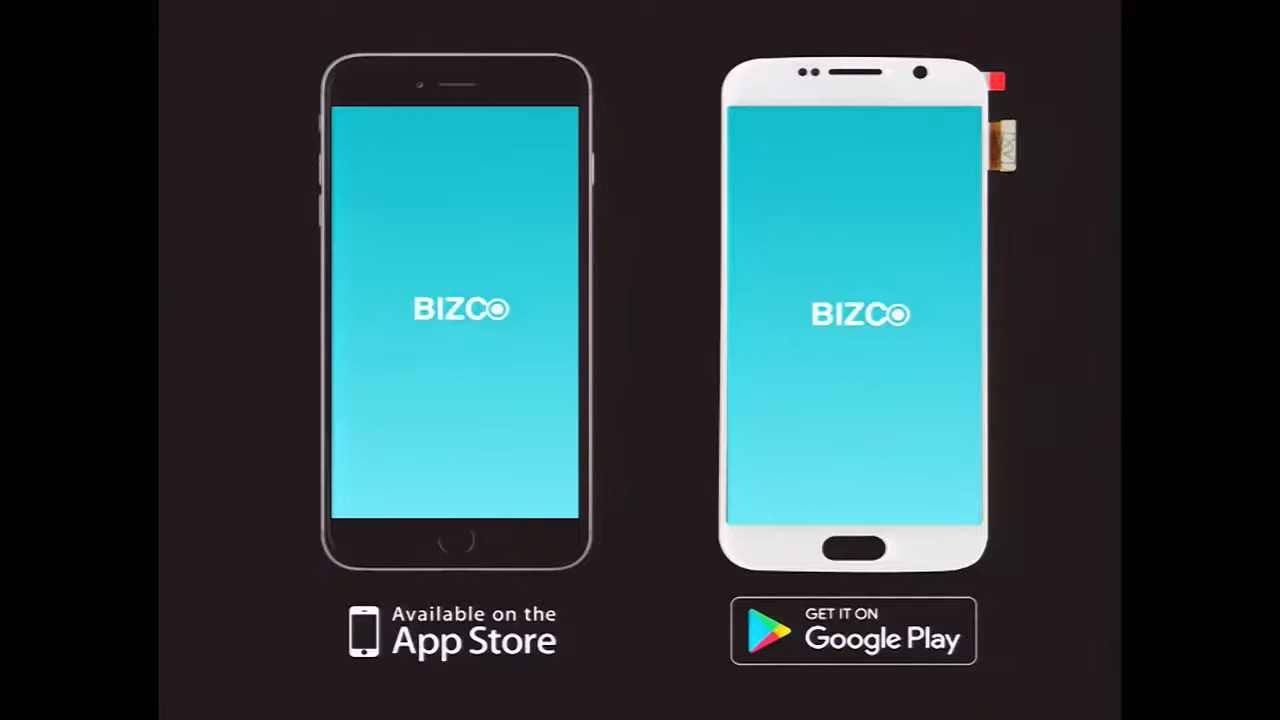 BIZCO
BIZCO
Available on the
App Store
GET IT ON
Google Play